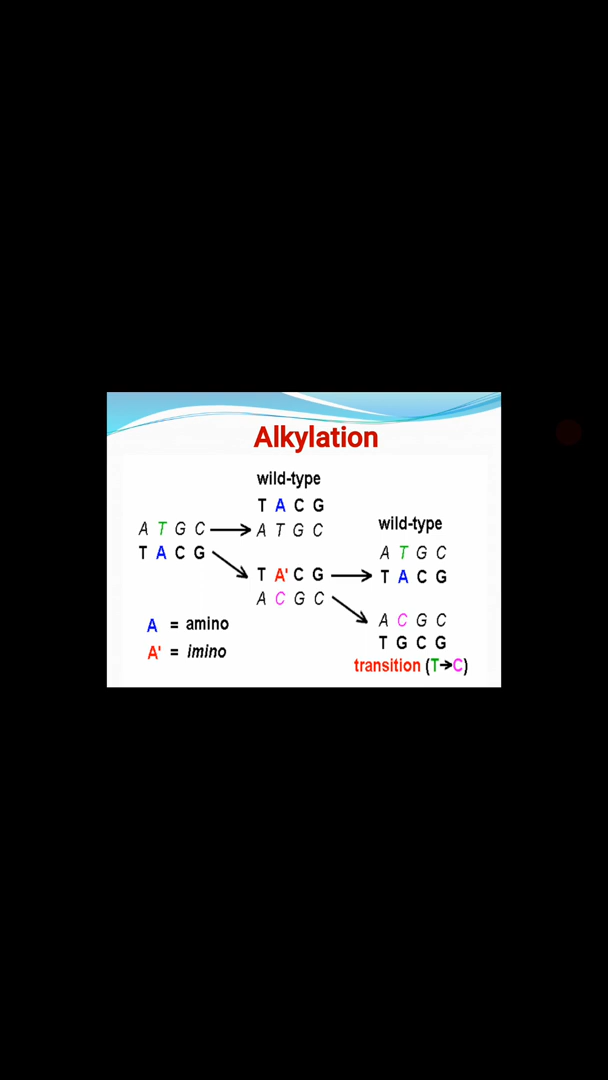 Alkylation
wild-type
T A C G
A T G C
A T G C
T A C G
wild-type
A T G C
T A C G
T A' C G
A C G C
A C G C
T G C G
transition (T→C)
A = amino
A' = imino